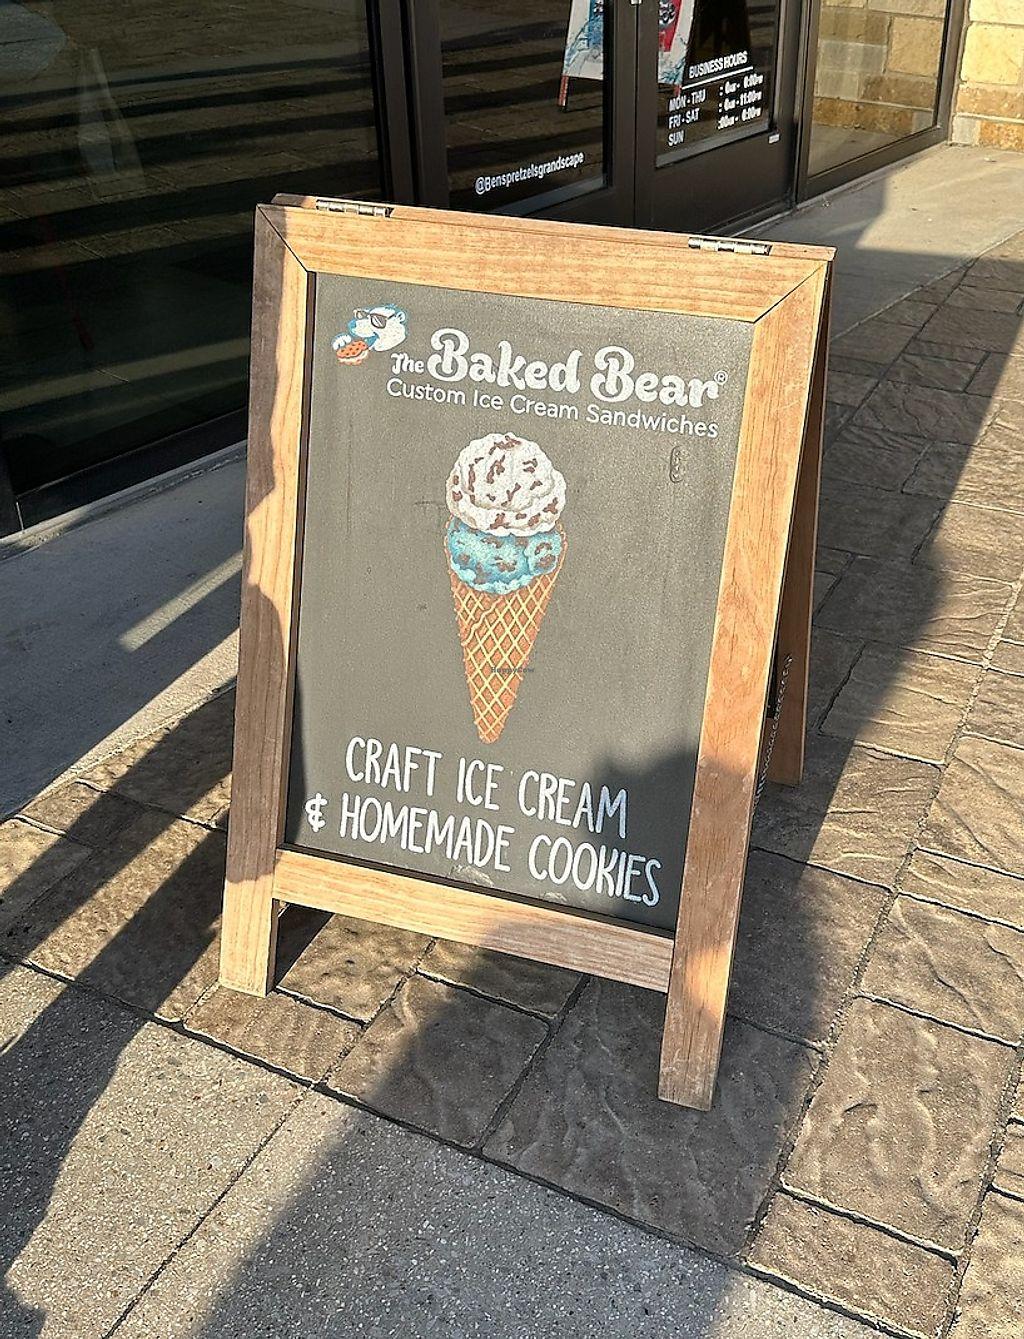 BUSINESS HOURS
MON - THU
FRI - SAT
SUN
@Benspretzelsgrandscape
The Baked Bear®
Custom Ice Cream Sandwiches
HappyCow
CRAFT ICE CREAM
& HOMEMADE COOKIES